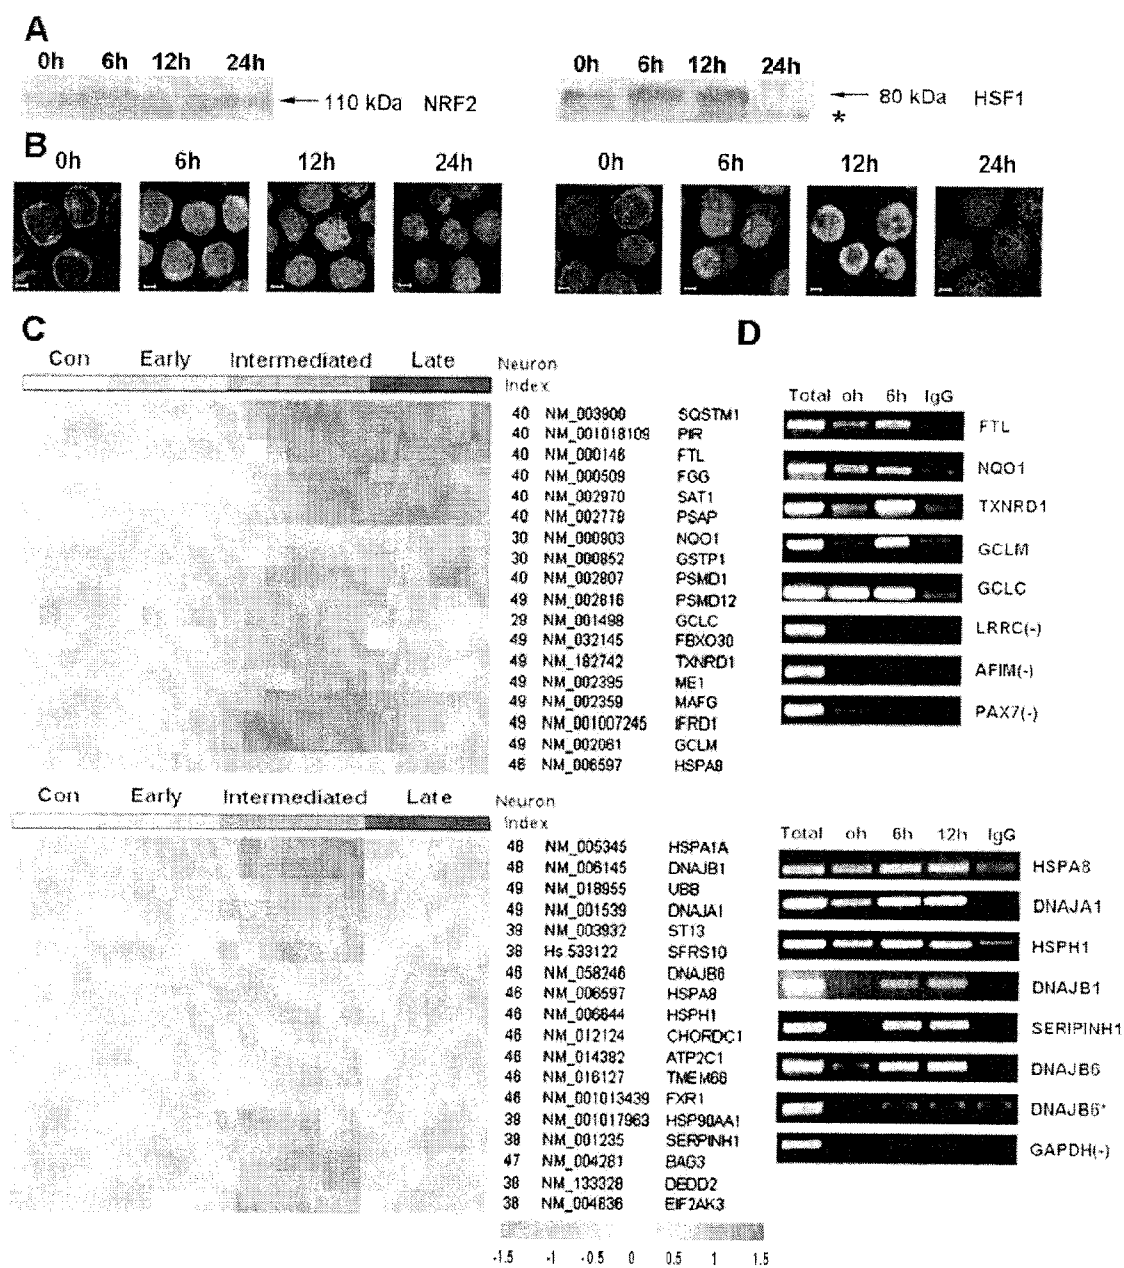 A
0h 6h 12h 24h
110 kDa NRF2
0h 6h 12h 24h
80 kDa HSF1
*
B
0h 6h 12h 24h
0h 6h 12h 24h
C
Con Early Intermediated Late
Neuron
Index
40 NM_003900 SQSTM1
40 NM_001018109 PIR
40 NM_000146 FTL
40 NM_000509 FGG
40 NM_002970 SAT1
40 NM_002778 PSAP
30 NM_000903 NQO1
30 NM_000852 GSTP1
40 NM_002807 PSMD1
49 NM_002816 PSMD12
29 NM_001498 GCLC
49 NM_032145 FBXO30
49 NM_182742 TXNRD1
49 NM_002395 ME1
49 NM_002359 MAFG
49 NM_001007245 IFRD1
49 NM_002061 GCLM
46 NM_006597 HSPA8
Con Early Intermediated Late
Neuron
Index
48 NM_005345 HSPA1A
48 NM_006145 DNAJB1
49 NM_018955 UBB
49 NM_001539 DNAJA1
39 NM_003932 ST13
38 Hs 533122 SFRS10
46 NM_058246 DNAJB6
46 NM_006597 HSPA8
46 NM_006644 HSPH1
46 NM_012124 CHORDC1
46 NM_014382 ATP2C1
46 NM_016127 TMEM66
46 NM_001013439 FXR1
38 NM_001017963 HSP90AA1
38 NM_001235 SERPINH1
47 NM_004281 BAG3
38 NM_133328 DEDD2
38 NM_004836 EIF2AK3
-1.5 -1 -0.5 0 0.5 1 1.5
D
Total oh 6h IgG
FTL
NQO1
TXNRD1
GCLM
GCLC
LRRC(-)
AFIM(-)
PAX7(-)
Total oh 6h 12h IgG
HSPA8
DNAJA1
HSPH1
DNAJB1
SERIPINH1
DNAJB6
DNAJB6*
GAPDH(-)